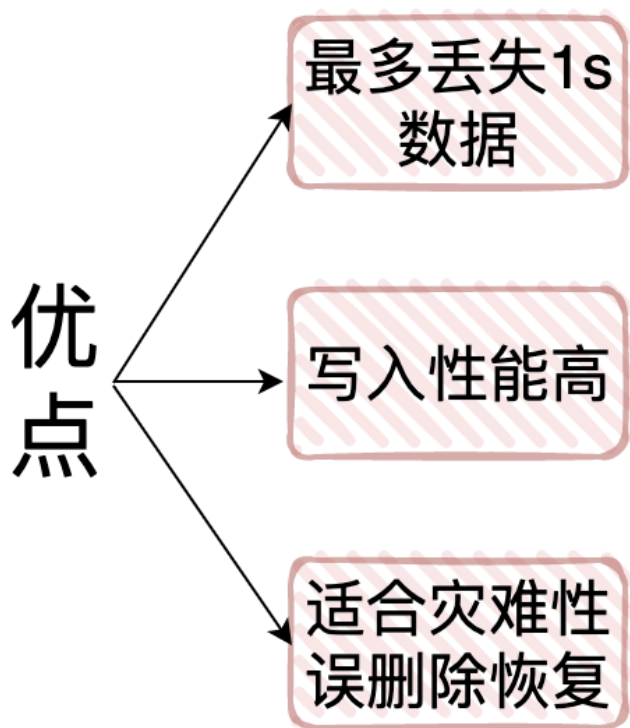 优点
最多丢失1s
数据
写入性能高
适合灾难性
误删除恢复